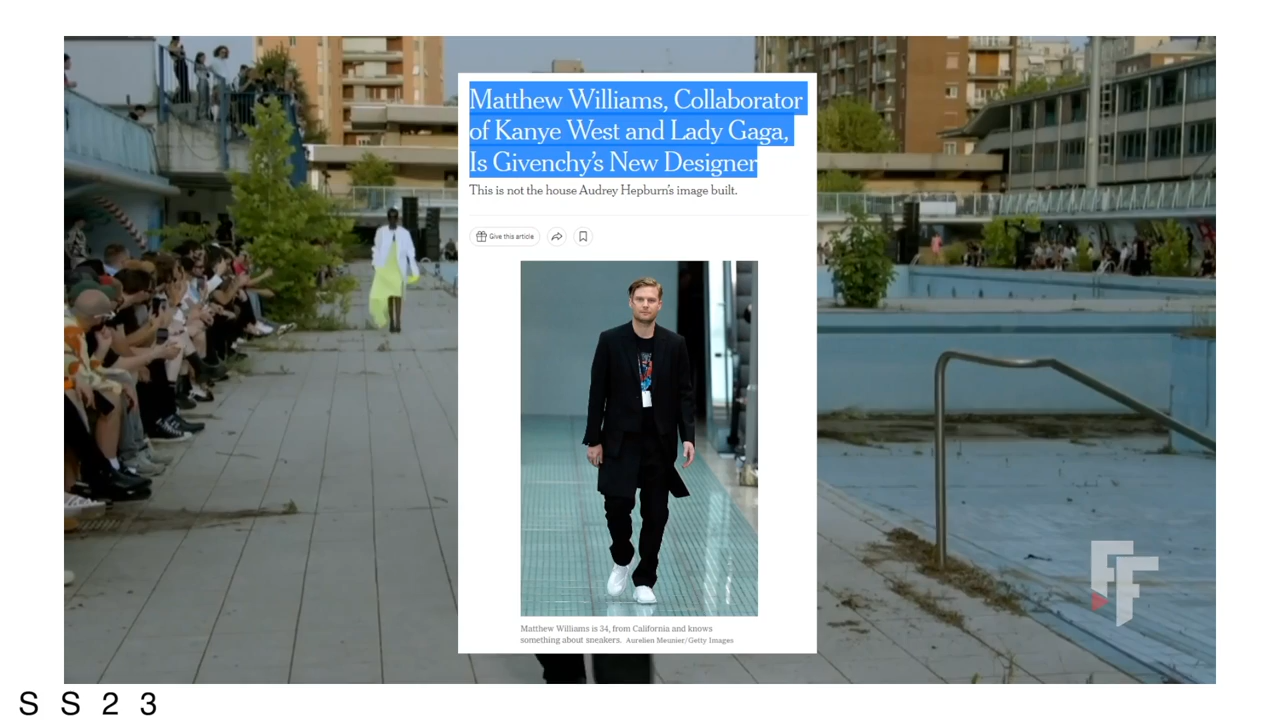 Matthew Williams, Collaborator
of Kanye West and Lady Gaga,
Is Givenchy's New Designer
This is not the house Audrey Hepburn's image built.
Give this article
Matthew Williams is 34, from California and knows
something about sneakers. Aurelien Meunier/Getty Images
FF
S S 2 3